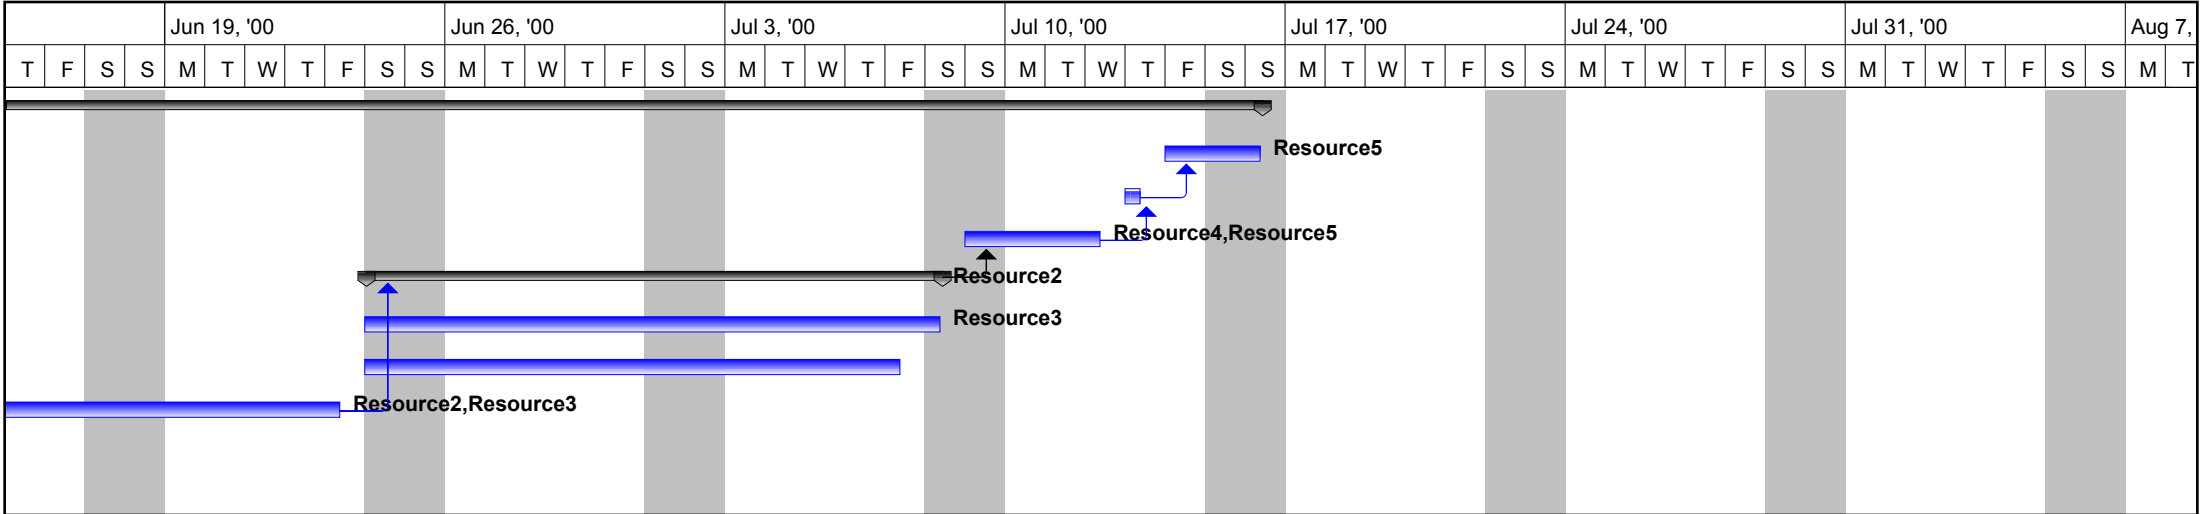 Jun 19, '00 Jun 26, '00 Jul 3, '00 Jul 10, '00 Jul 17, '00 Jul 24, '00 Jul 31, '00 Aug 7,
T F S S M T W T F S S M T W T F S S M T W T F S S M T W T F S S M T W T F S S M T W T F S S M T W T F S S M T
Resource5
Resource4,Resource5
Resource2
Resource3
Resource2,Resource3